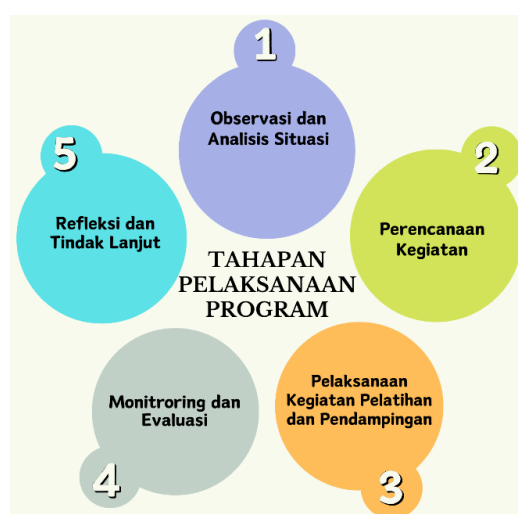 TAHAPAN
PELAKSANAAN
PROGRAM
1
Observasi dan
Analisis Situasi
2
Perencanaan
Kegiatan
3
Pelaksanaan
Kegiatan Pelatihan
dan Pendampingan
4
Monitroring dan
Evaluasi
5
Refleksi dan
Tindak Lanjut